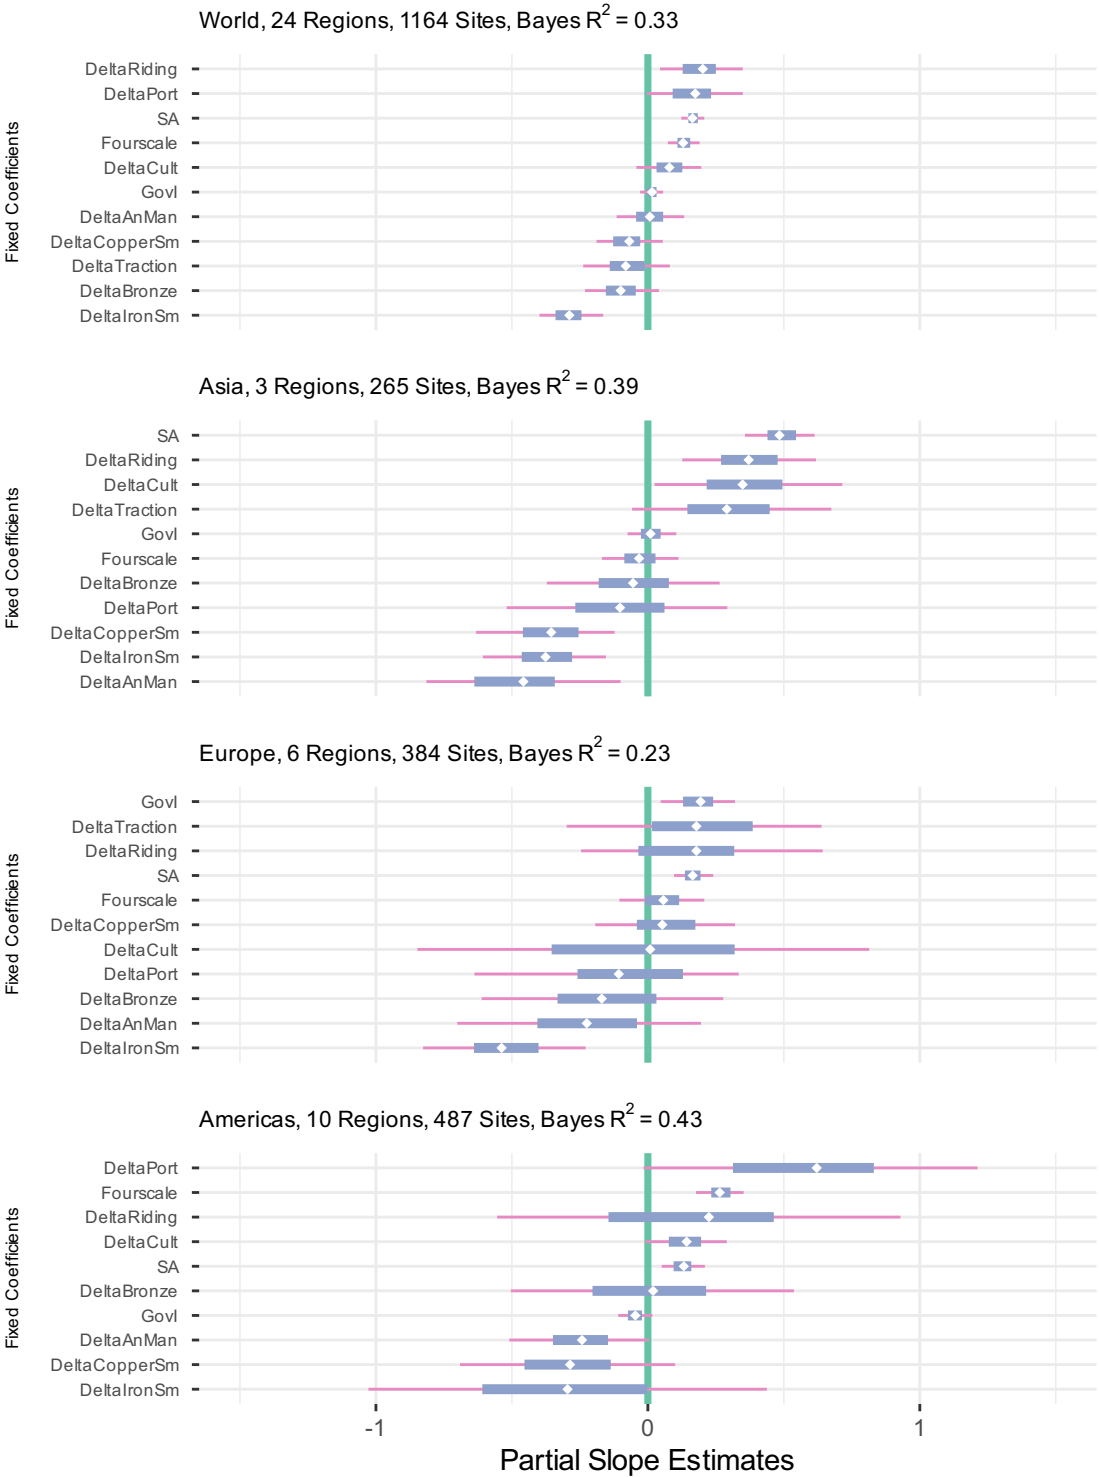 World, 24 Regions, 1164 Sites, Bayes R² = 0.33
Fixed Coefficients
DeltaRiding
DeltaPort
SA
Fourscale
DeltaCult
GovI
DeltaAnMan
DeltaCopperSm
DeltaTraction
DeltaBronze
DeltaIronSm
Asia, 3 Regions, 265 Sites, Bayes R² = 0.39
Fixed Coefficients
SA
DeltaRiding
DeltaCult
DeltaTraction
GovI
Fourscale
DeltaBronze
DeltaPort
DeltaCopperSm
DeltaIronSm
DeltaAnMan
Europe, 6 Regions, 384 Sites, Bayes R² = 0.23
Fixed Coefficients
GovI
DeltaTraction
DeltaRiding
SA
Fourscale
DeltaCopperSm
DeltaCult
DeltaPort
DeltaBronze
DeltaAnMan
DeltaIronSm
Americas, 10 Regions, 487 Sites, Bayes R² = 0.43
Fixed Coefficients
DeltaPort
Fourscale
DeltaRiding
DeltaCult
SA
DeltaBronze
GovI
DeltaAnMan
DeltaCopperSm
DeltaIronSm
-1 0 1
Partial Slope Estimates